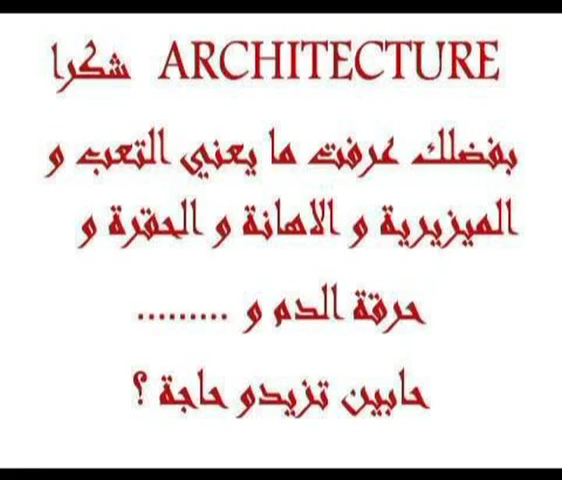 شكرا ARCHITECTURE
بفضلك عرفت ما يعني التعب و
الميزيرية و الاهانة و الحقرة و
حرقة الدم و .........
حابين تزيدو حاجة ؟